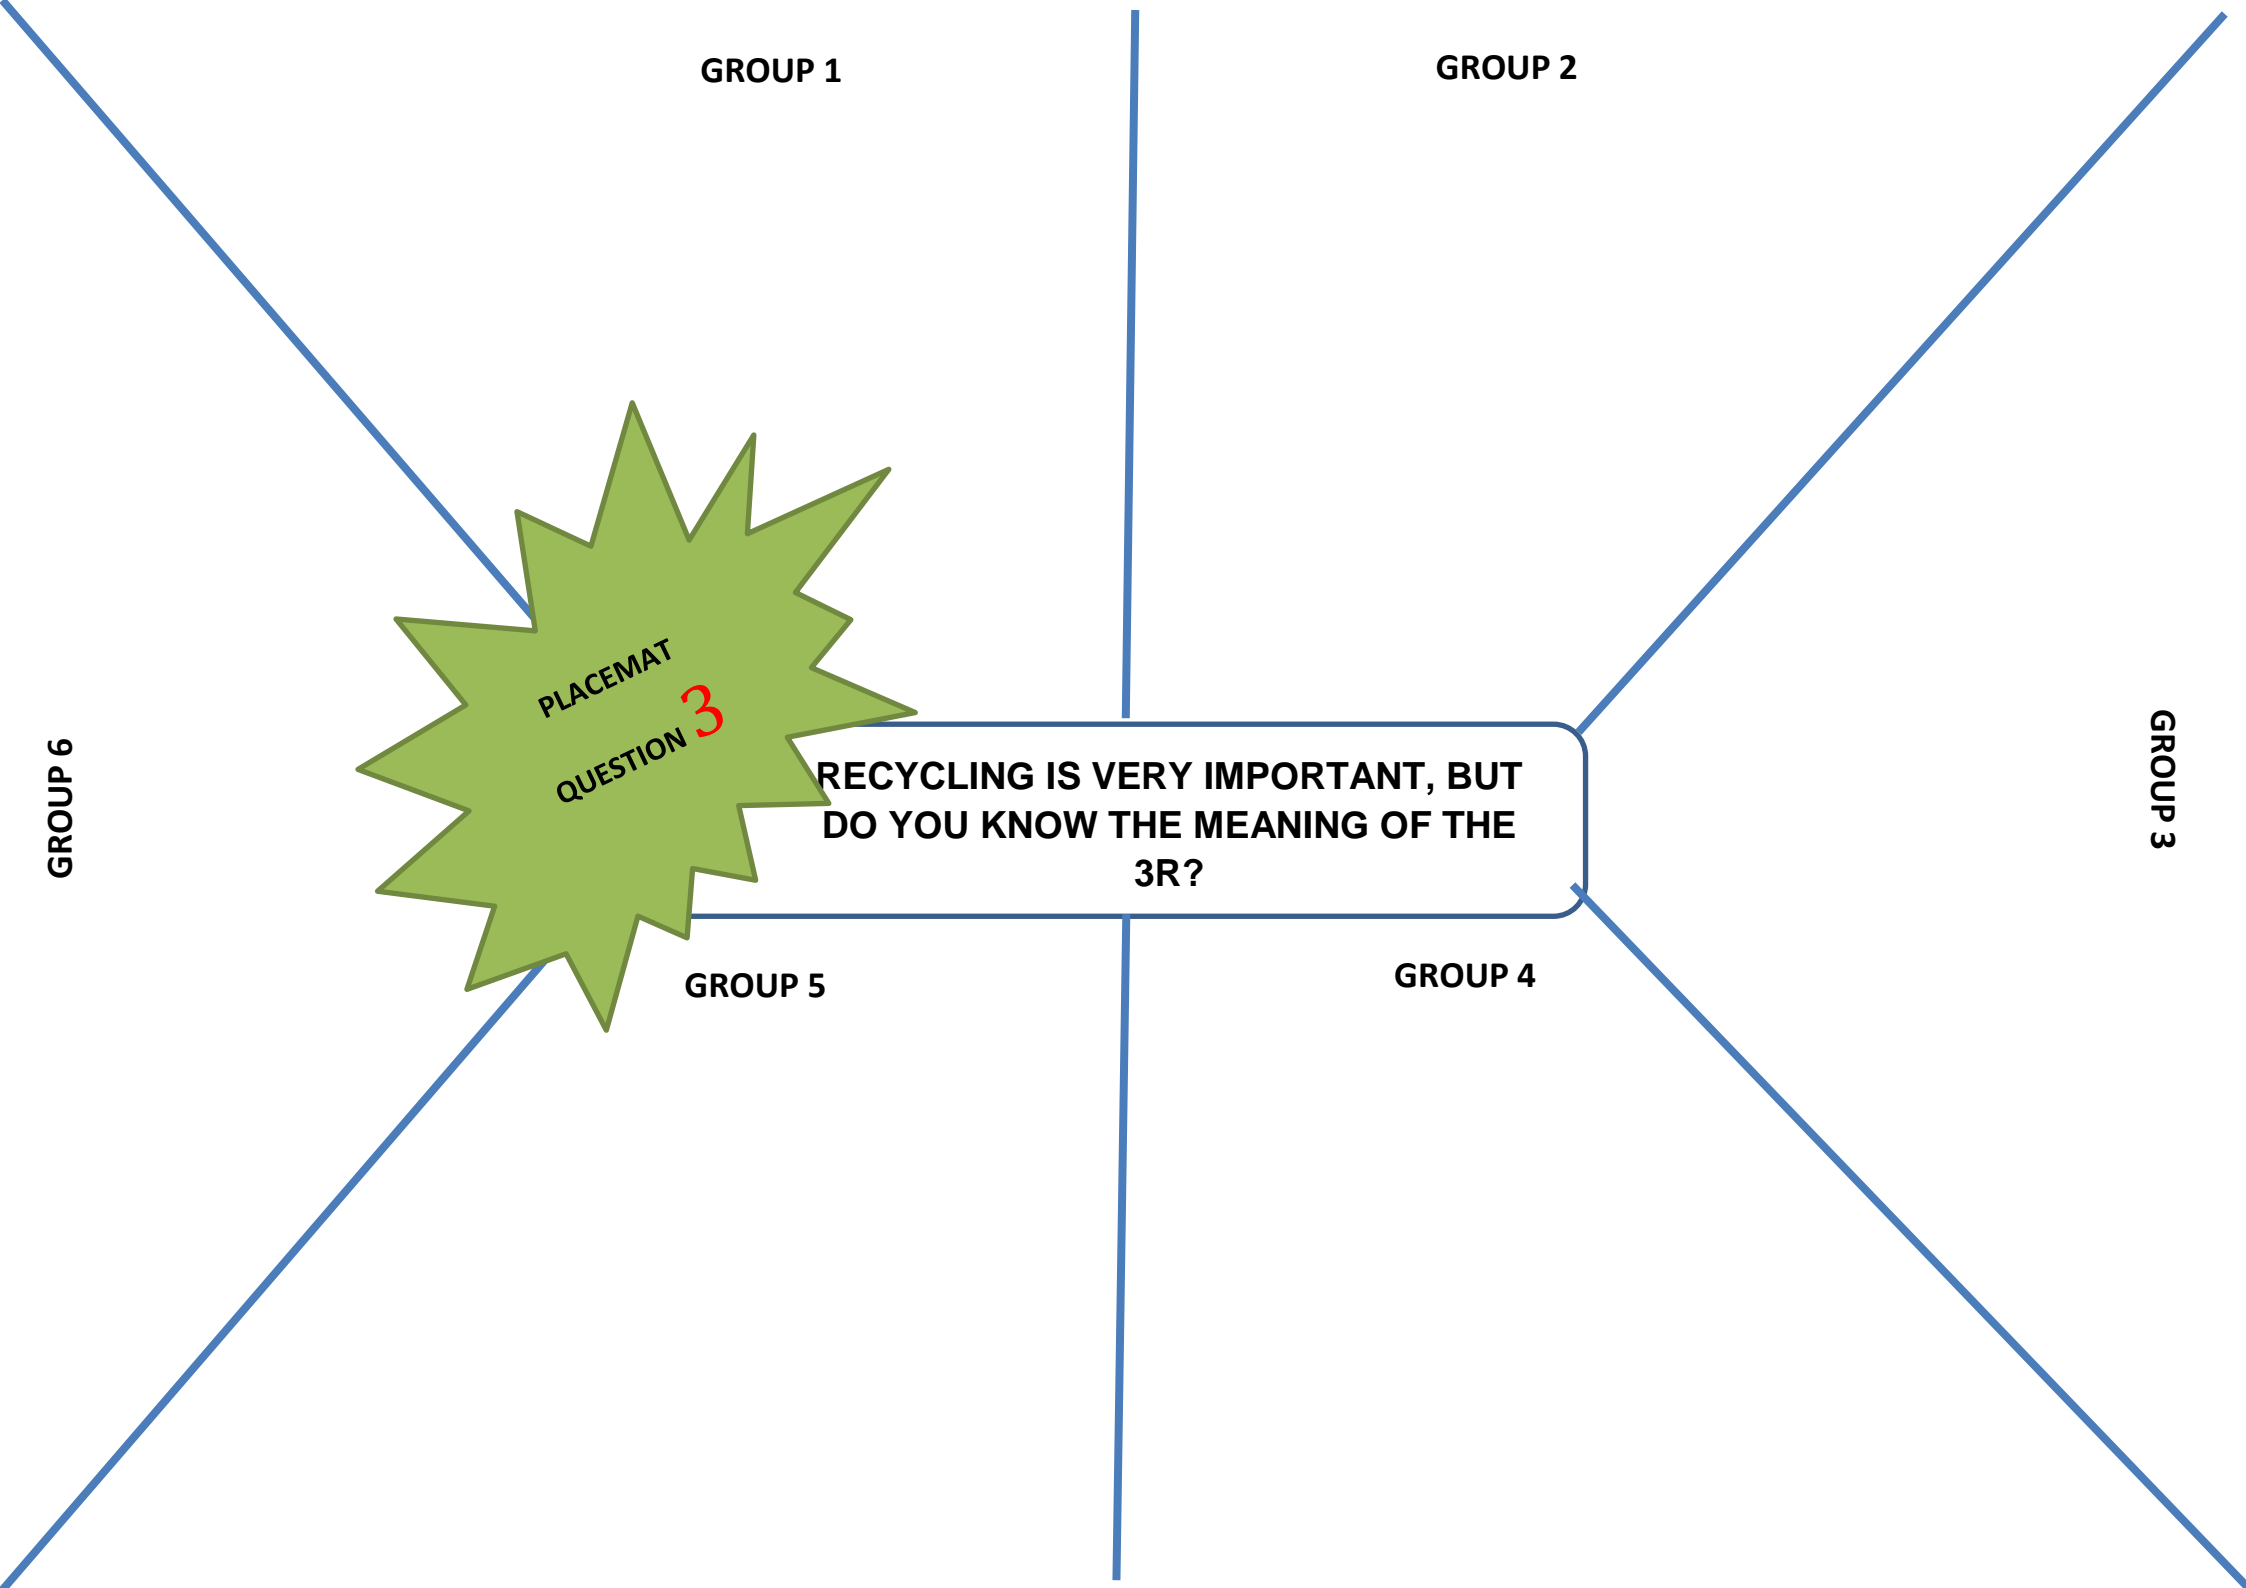 GROUP 1
GROUP 2
PLACEMAT
QUESTION 3
RECYCLING IS VERY IMPORTANT, BUT
DO YOU KNOW THE MEANING OF THE
3R?
GROUP 6
GROUP 3
GROUP 5
GROUP 4